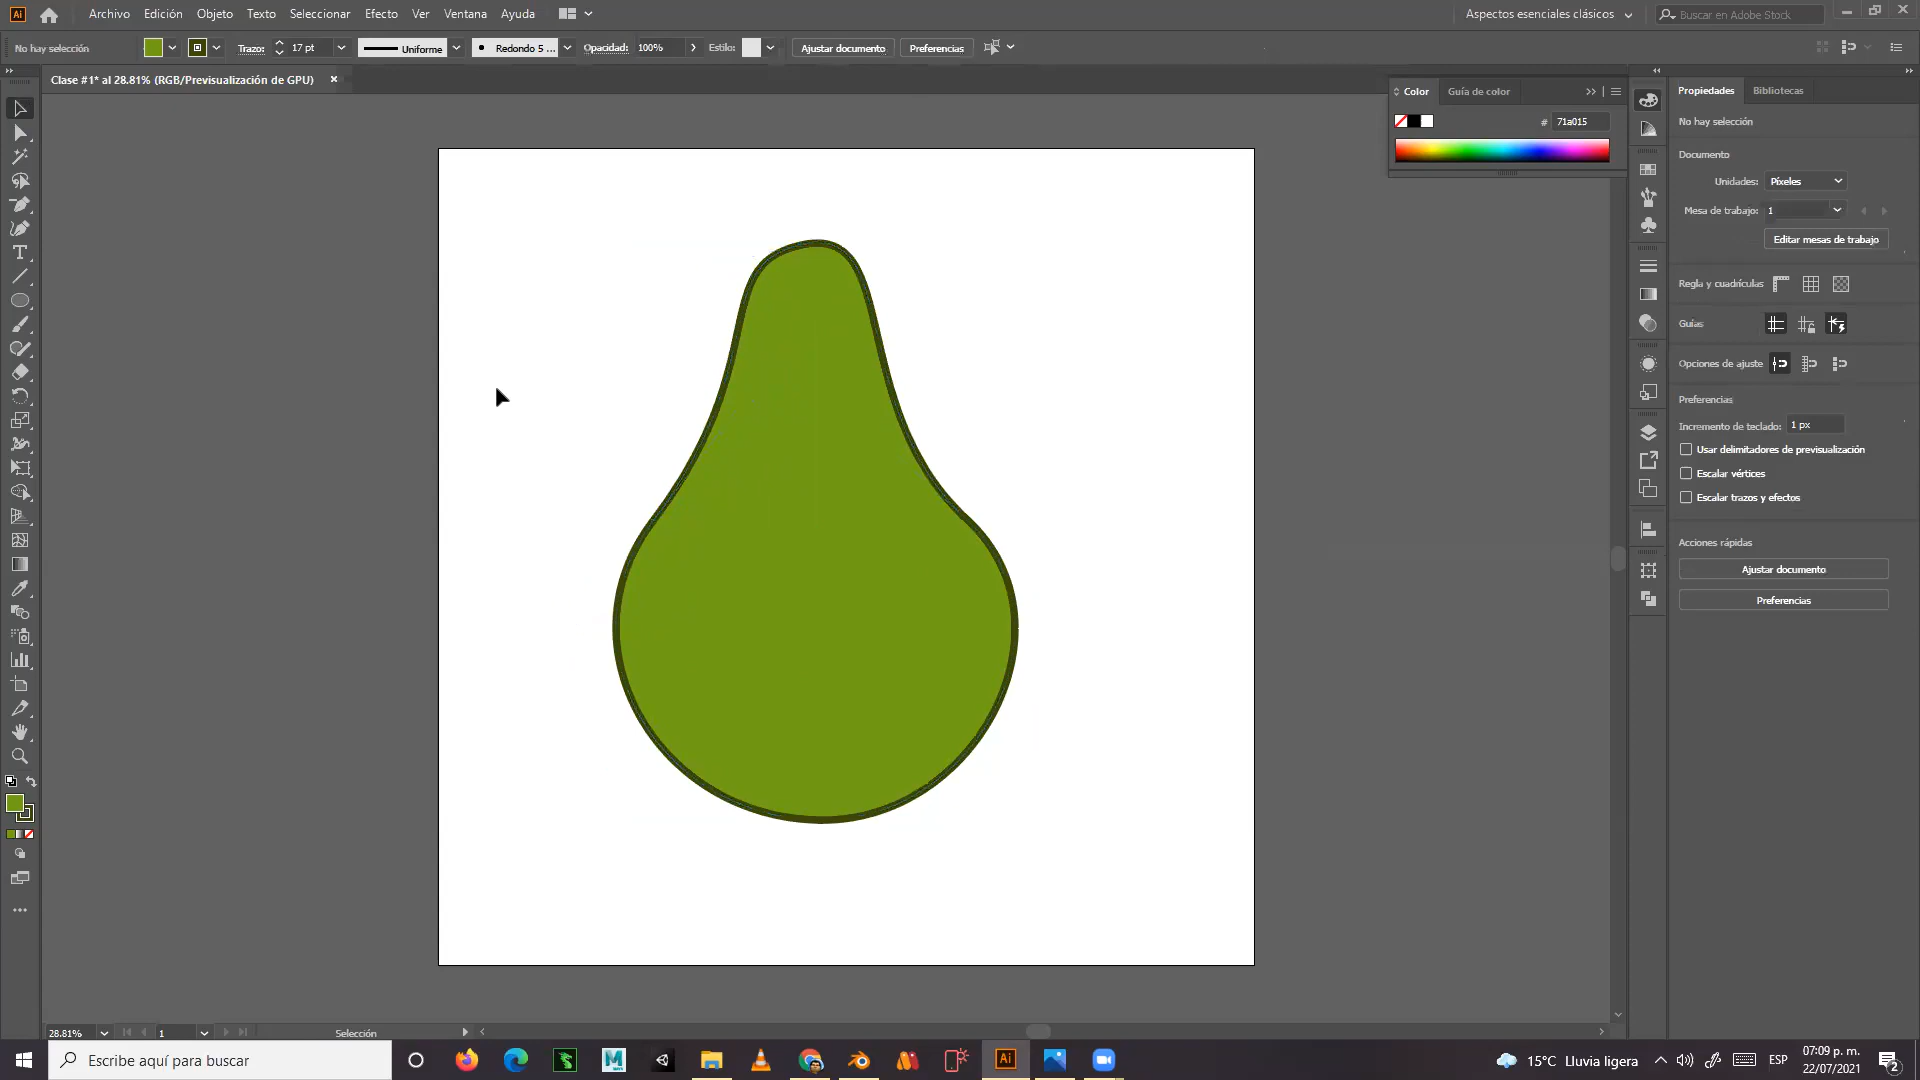 Ai Archivo Edición Objeto Texto Seleccionar Efecto Ver Ventana Ayuda Aspectos esenciales clásicos Buscar en Adobe Stock
No hay selección Trazo: 17 pt Uniforme Redondo 5 ... Opacidad: 100% Estilo: Ajustar documento Preferencias
Clase #1* al 28.81% (RGB/Previsualización de GPU) ×
Color Guía de color
# 71a015
Propiedades Bibliotecas
No hay selección
Documento
Unidades: Píxeles
Mesa de trabajo: 1
Editar mesas de trabajo
Regla y cuadrículas
Guías
Opciones de ajuste
Preferencias
Incremento de teclado: 1 px
Usar delimitadores de previsualización
Escalar vértices
Escalar trazos y efectos
Acciones rápidas
Ajustar documento
Preferencias
28.81% 1 Selección
Escribe aquí para buscar
Ai
15°C Lluvia ligera ESP
07:09 p. m.
22/07/2021
2